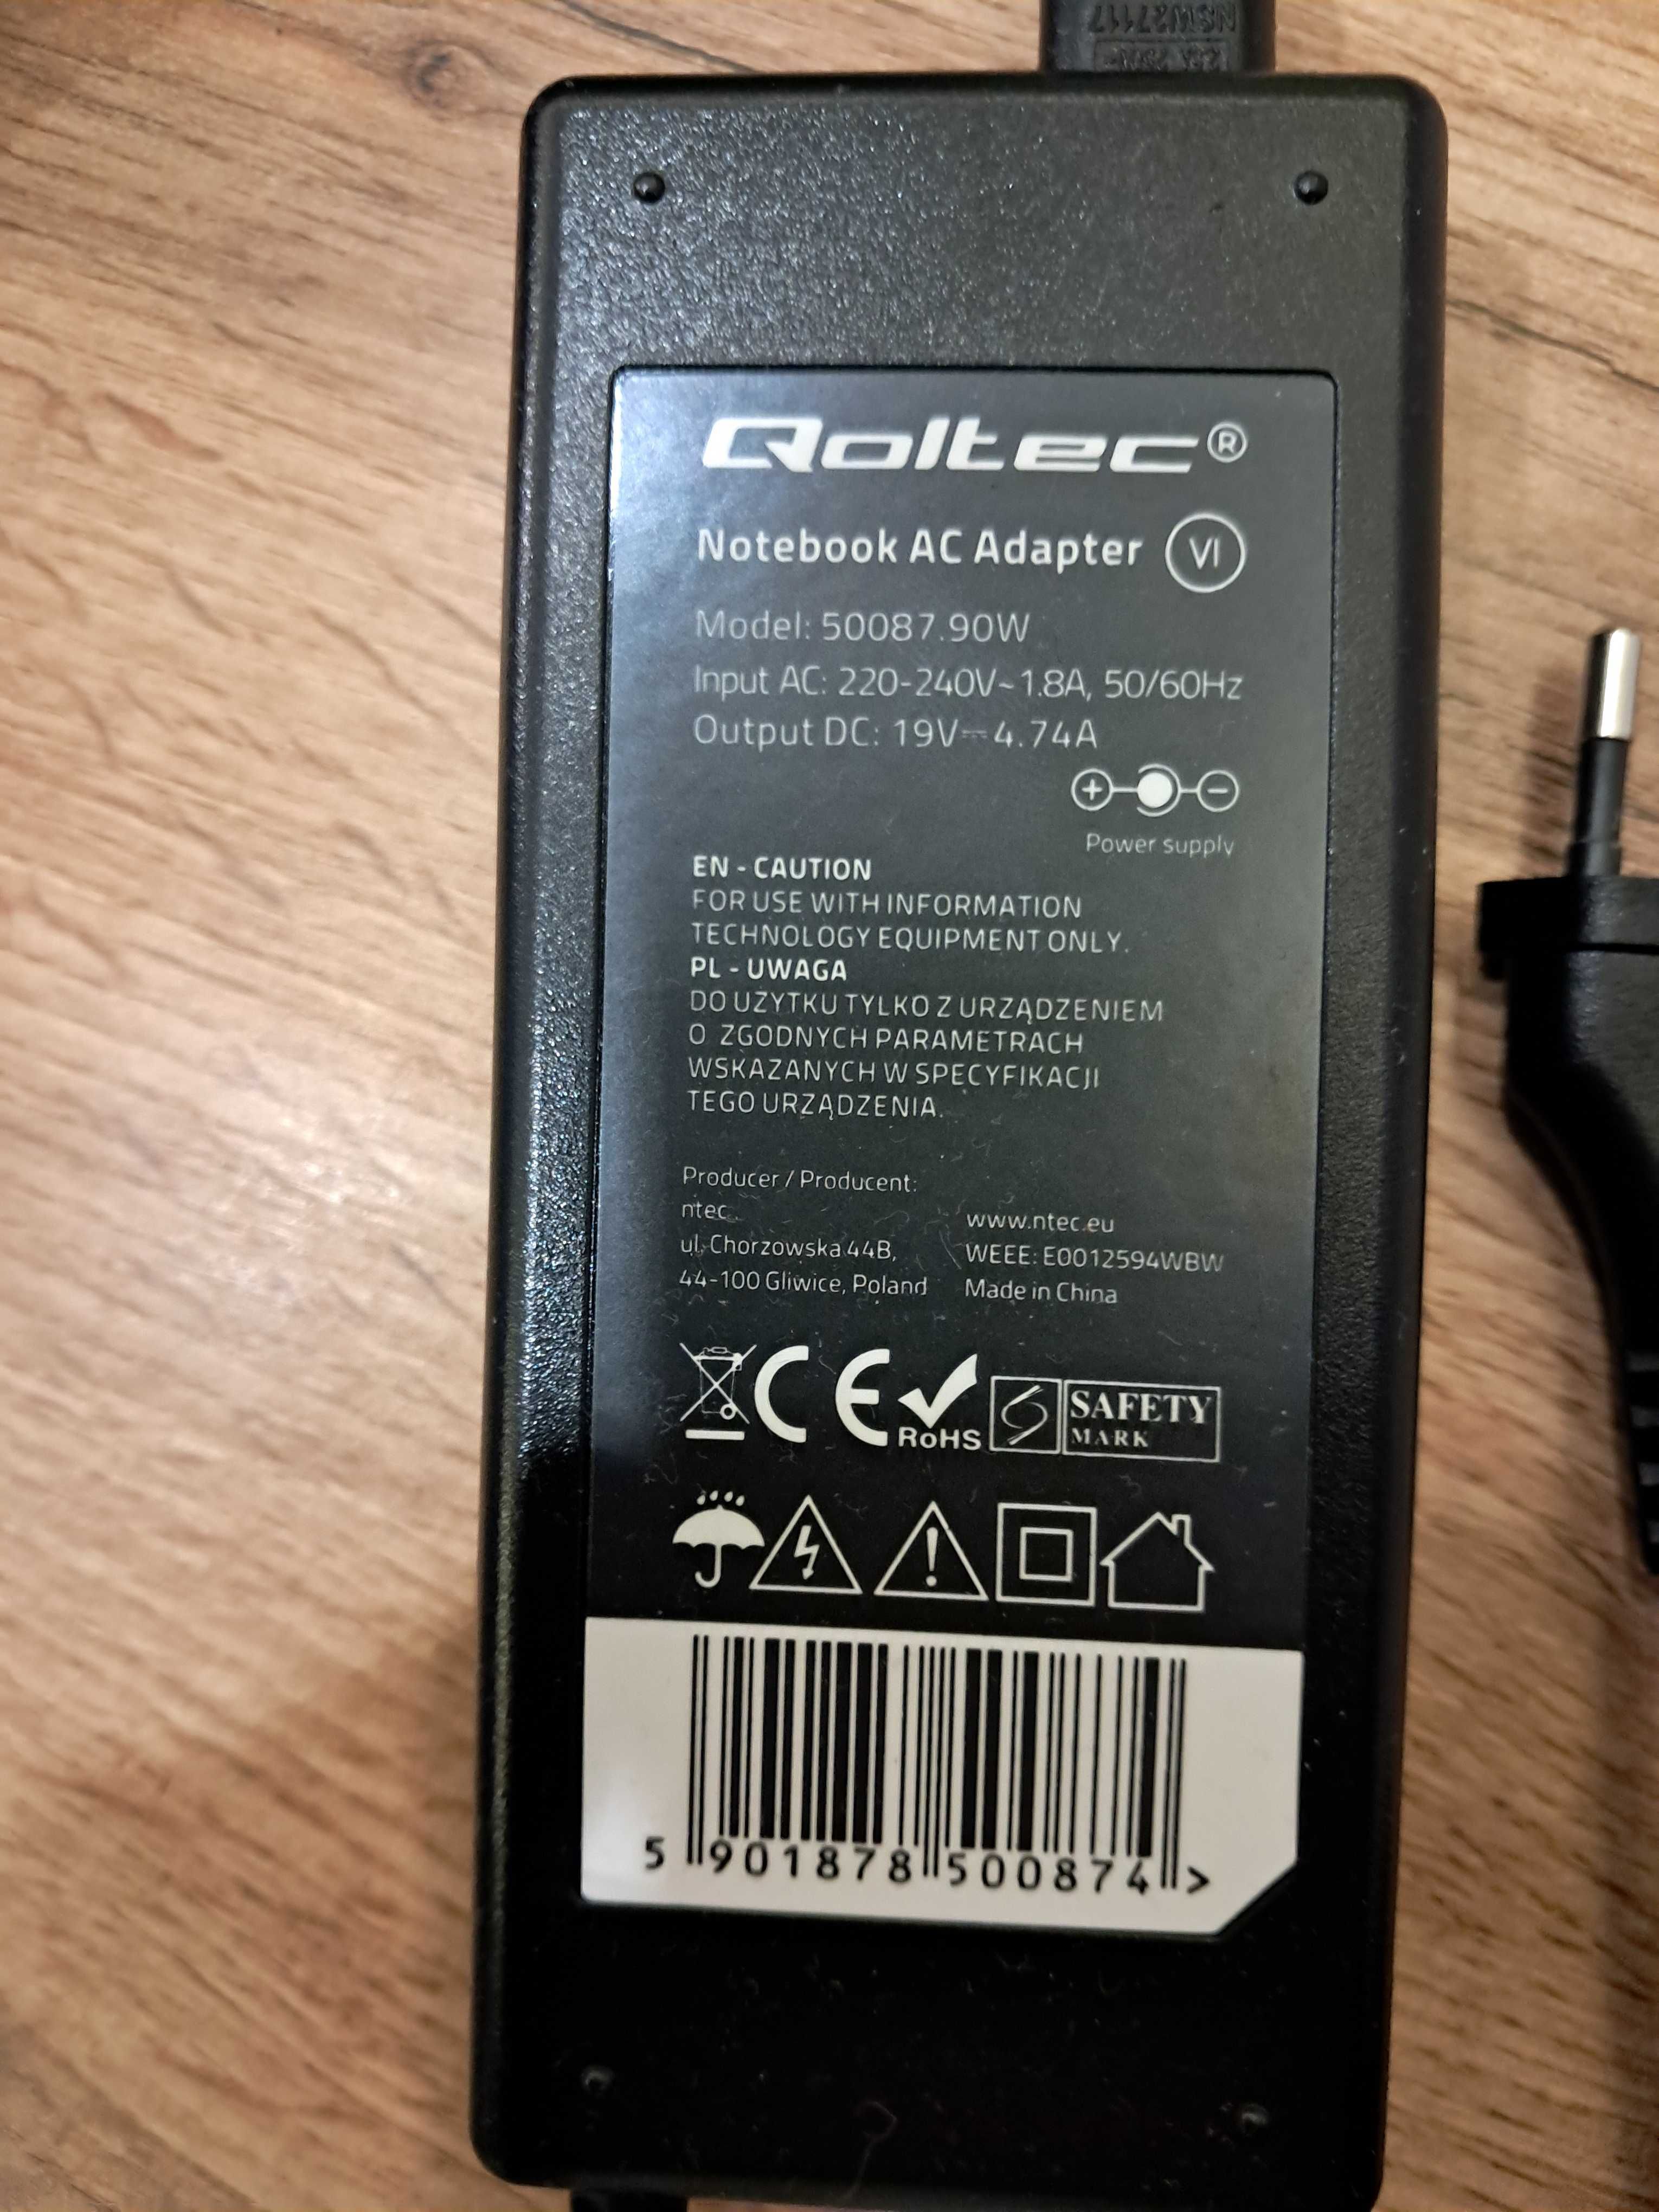 NSW27117
Qoltec®
Notebook AC Adapter VI
Model: 50087.90W
Input AC: 220-240V~1.8A, 50/60Hz
Output DC: 19V⎓4.74A
Power supply
EN - CAUTION
FOR USE WITH INFORMATION
TECHNOLOGY EQUIPMENT ONLY.
PL - UWAGA
DO UZYTKU TYLKO Z URZĄDZENIEM
O ZGODNYCH PARAMETRACH
WSKAZANYCH W SPECYFIKACJI
TEGO URZĄDZENIA.
Producer / Producent:
ntec
ul. Chorzowska 44B,
44-100 Gliwice, Poland
www.ntec.eu
WEEE: E0012594WBW
Made in China
CE RoHS SAFETY
MARK
5 901878 500874 >